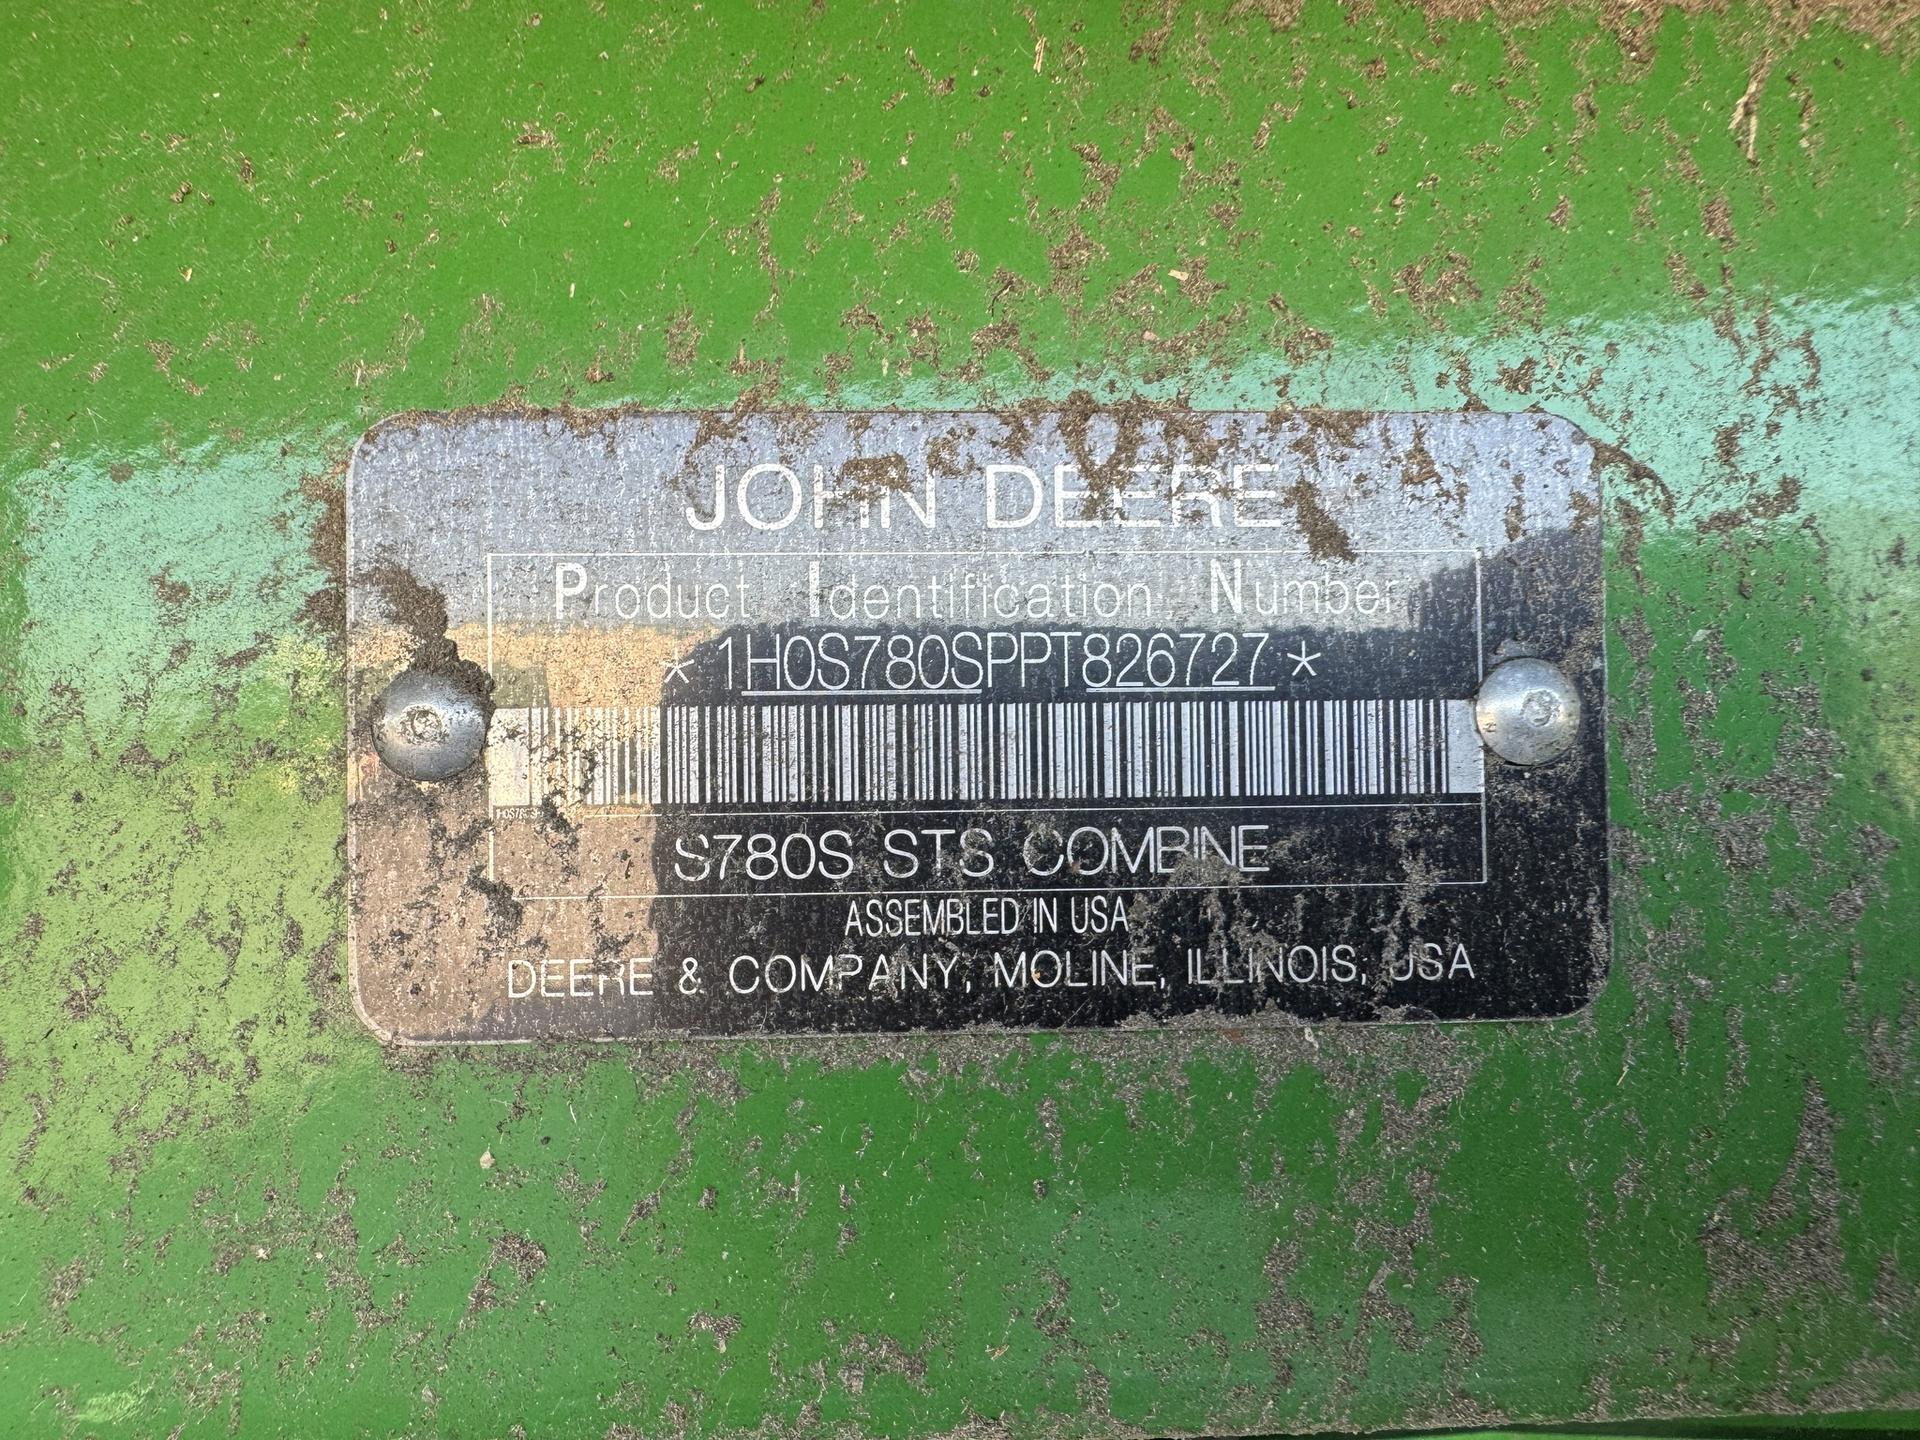 JOHN DEERE
Product Identification Number
* 1H0S780SPPT826727 *
S780S STS COMBINE
ASSEMBLED IN USA
DEERE & COMPANY, MOLINE, ILLINOIS, USA